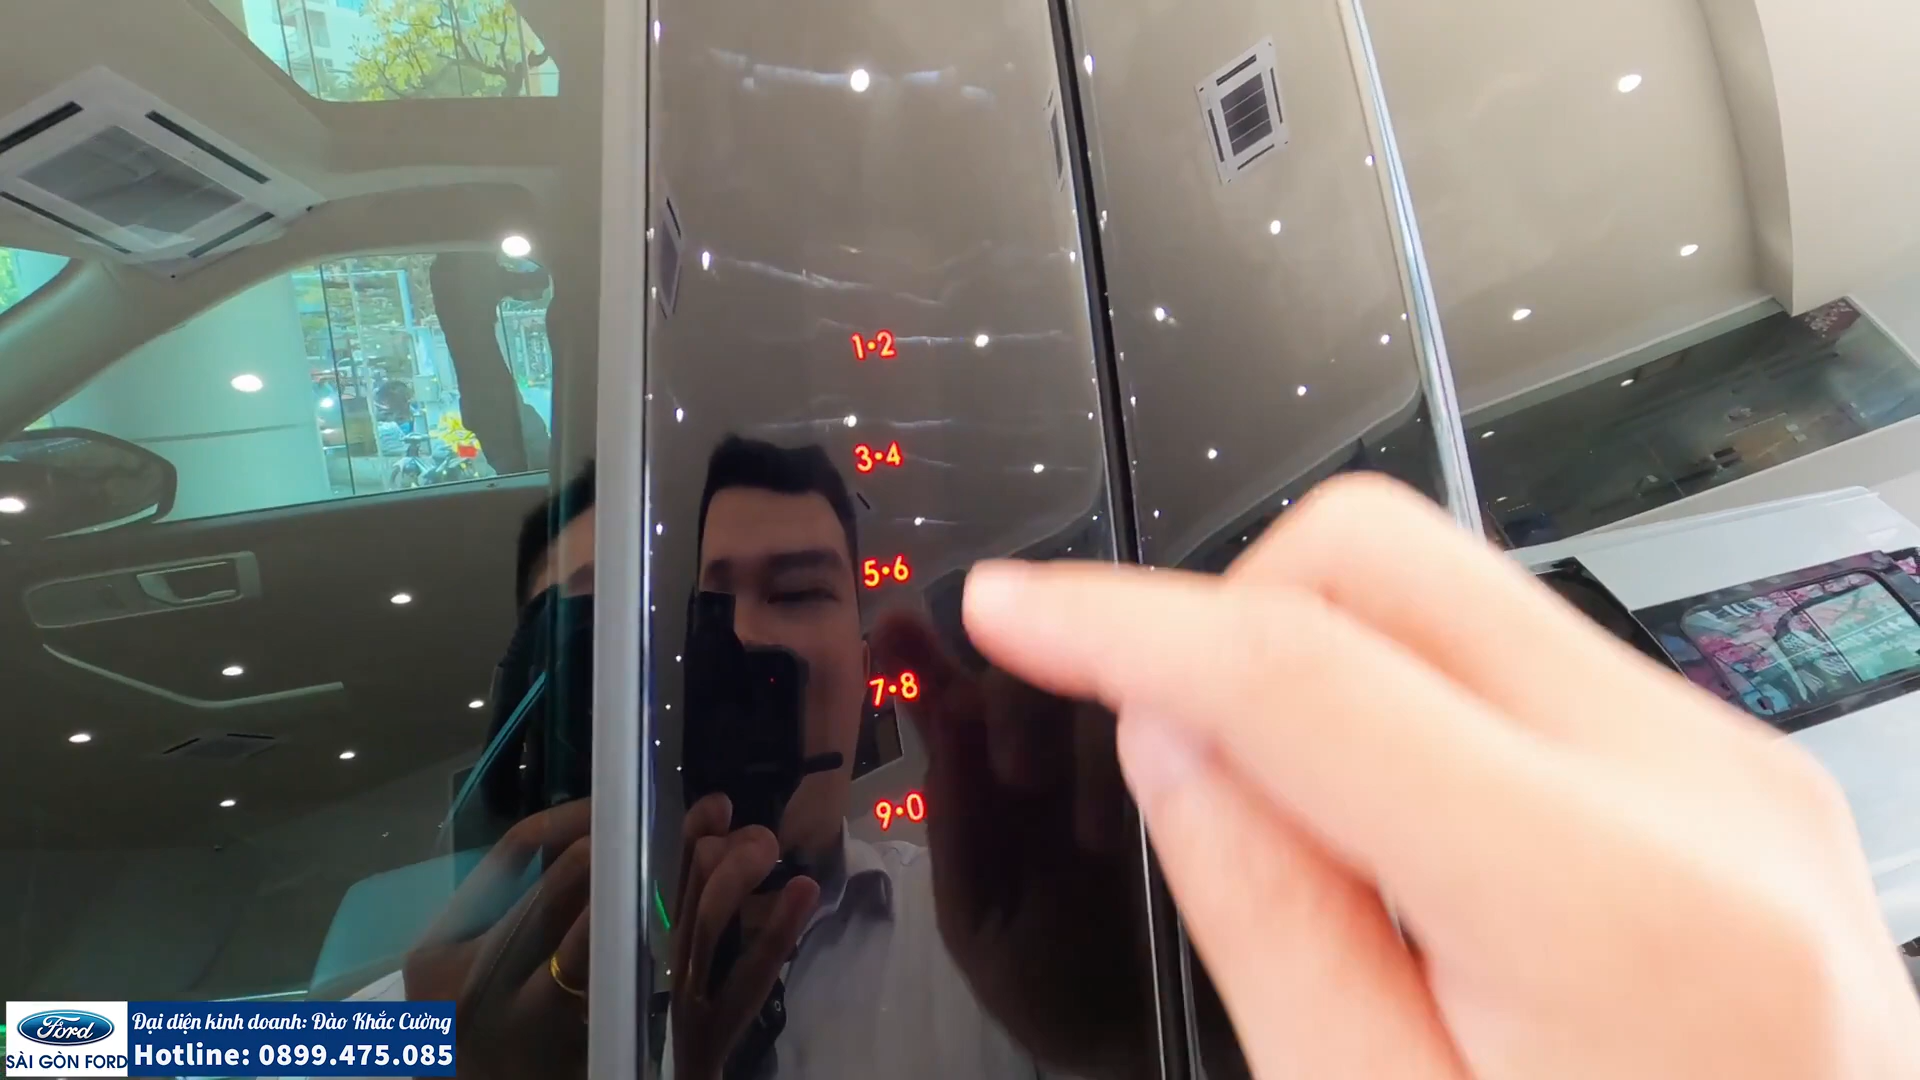 1•2
3•4
5•6
7•8
9•0
Ford
SÀI GÒN FORD
Đại diện kinh doanh: Đào Khắc Cường
Hotline: 0899.475.085